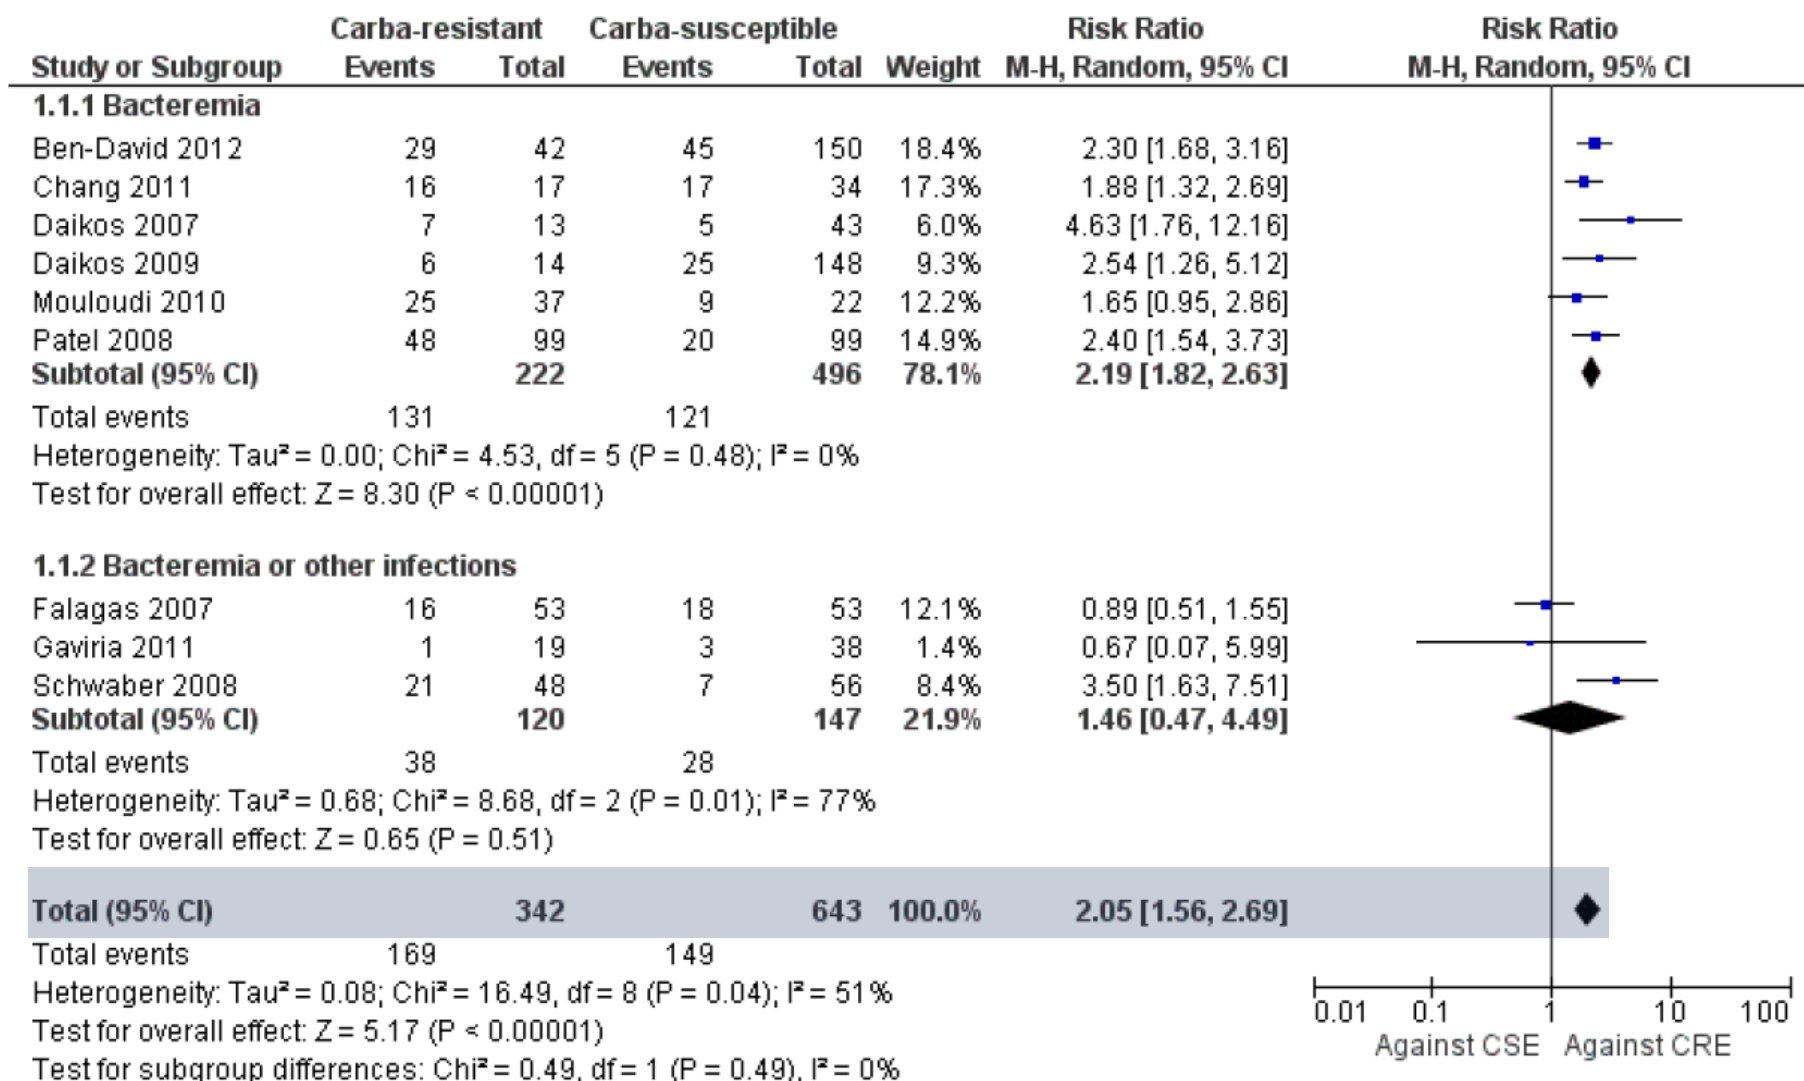 Carba-resistant Carba-susceptible Risk Ratio Risk Ratio
Study or Subgroup Events Total Events Total Weight M-H, Random, 95% CI M-H, Random, 95% CI
1.1.1 Bacteremia
Ben-David 2012 29 42 45 150 18.4% 2.30 [1.68, 3.16]
Chang 2011 16 17 17 34 17.3% 1.88 [1.32, 2.69]
Daikos 2007 7 13 5 43 6.0% 4.63 [1.76, 12.16]
Daikos 2009 6 14 25 148 9.3% 2.54 [1.26, 5.12]
Mouloudi 2010 25 37 9 22 12.2% 1.65 [0.95, 2.86]
Patel 2008 48 99 20 99 14.9% 2.40 [1.54, 3.73]
Subtotal (95% CI) 222 496 78.1% 2.19 [1.82, 2.63]
Total events 131 121
Heterogeneity: Tau² = 0.00; Chi² = 4.53, df = 5 (P = 0.48); I² = 0%
Test for overall effect: Z = 8.30 (P < 0.00001)
1.1.2 Bacteremia or other infections
Falagas 2007 16 53 18 53 12.1% 0.89 [0.51, 1.55]
Gaviria 2011 1 19 3 38 1.4% 0.67 [0.07, 5.99]
Schwaber 2008 21 48 7 56 8.4% 3.50 [1.63, 7.51]
Subtotal (95% CI) 120 147 21.9% 1.46 [0.47, 4.49]
Total events 38 28
Heterogeneity: Tau² = 0.68; Chi² = 8.68, df = 2 (P = 0.01); I² = 77%
Test for overall effect: Z = 0.65 (P = 0.51)
Total (95% CI) 342 643 100.0% 2.05 [1.56, 2.69]
Total events 169 149
Heterogeneity: Tau² = 0.08; Chi² = 16.49, df = 8 (P = 0.04); I² = 51%
Test for overall effect: Z = 5.17 (P < 0.00001)
Test for subgroup differences: Chi² = 0.49, df = 1 (P = 0.49), I² = 0%
0.01 0.1 1 10 100
Against CSE Against CRE